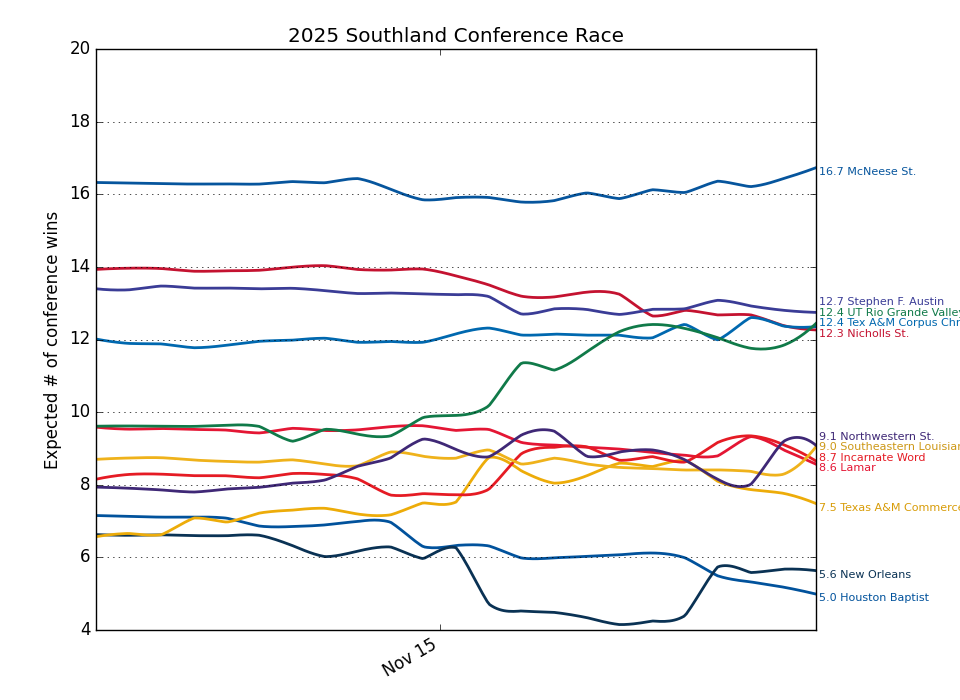 2025 Southland Conference Race
Expected # of conference wins
20
18
16
14
12
10
8
6
4
Nov 15
16.7 McNeese St.
12.7 Stephen F. Austin
12.4 UT Rio Grande Valley
12.4 Tex A&M Corpus Chr
12.3 Nicholls St.
9.1 Northwestern St.
9.0 Southeastern Louisian
8.7 Incarnate Word
8.6 Lamar
7.5 Texas A&M Commerce
5.6 New Orleans
5.0 Houston Baptist